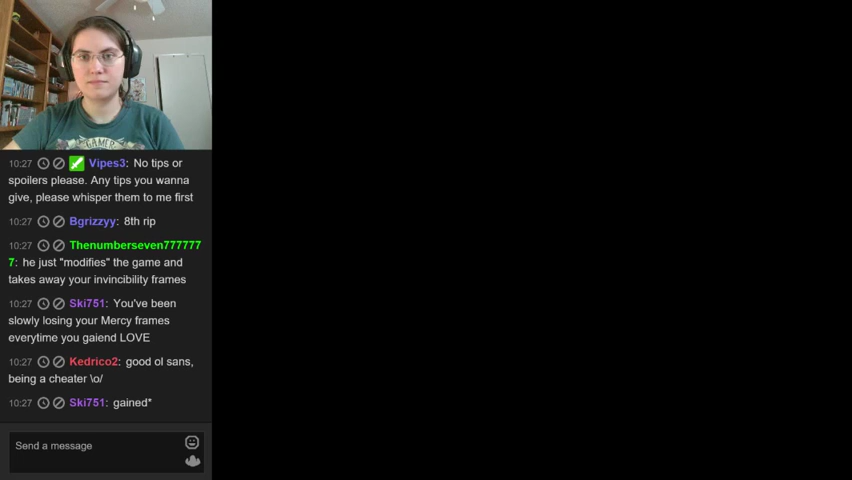 GAMER
10:27 Vipes3: No tips or
spoilers please. Any tips you wanna
give, please whisper them to me first
10:27 Bgrizzyy: 8th rip
10:27 Thenumberseven777777
7: he just "modifies" the game and
takes away your invincibility frames
10:27 Ski751: You've been
slowly losing your Mercy frames
everytime you gaiend LOVE
10:27 Kedrico2: good ol sans,
being a cheater \o/
10:27 Ski751: gained*
Send a message